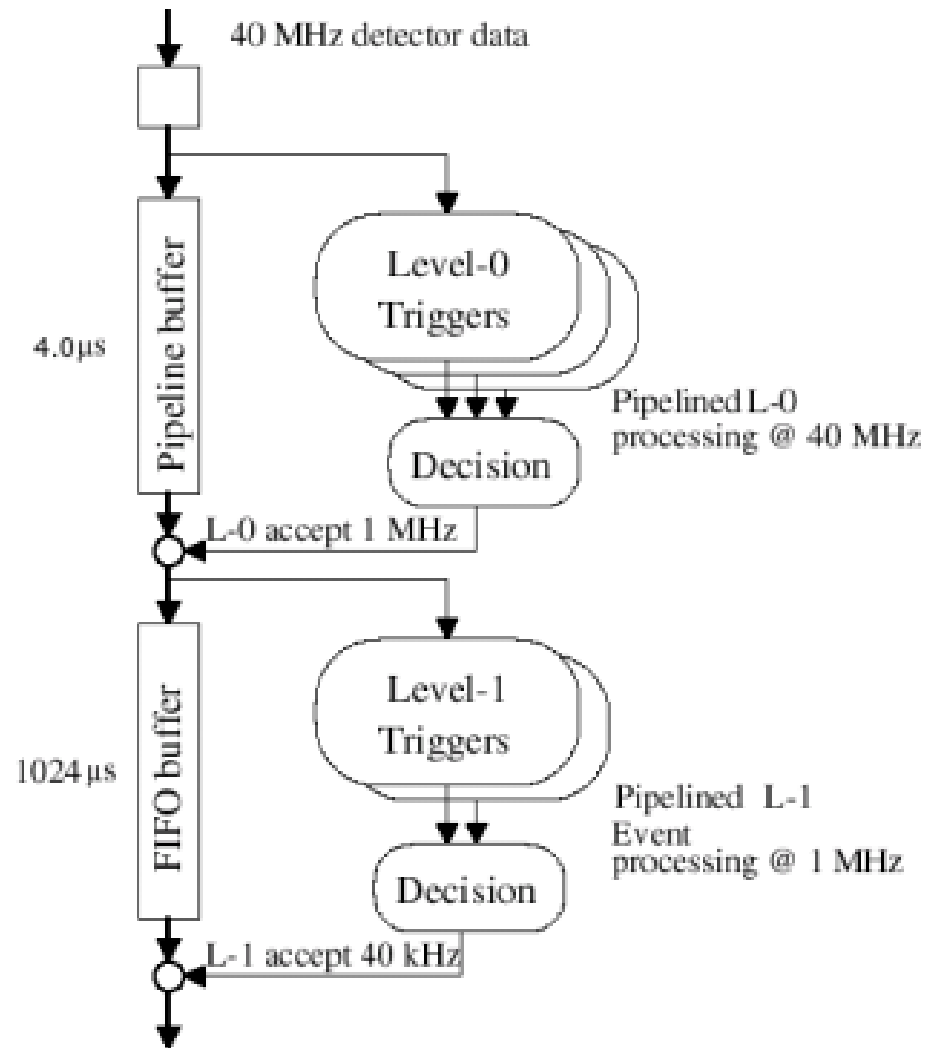 40 MHz detector data
Level-0
Triggers
4.0µs
Pipeline buffer
Pipelined L-0
processing @ 40 MHz
Decision
L-0 accept 1 MHz
Level-1
Triggers
1024µs
FIFO buffer
Pipelined L-1
Event
processing @ 1 MHz
Decision
L-1 accept 40 kHz